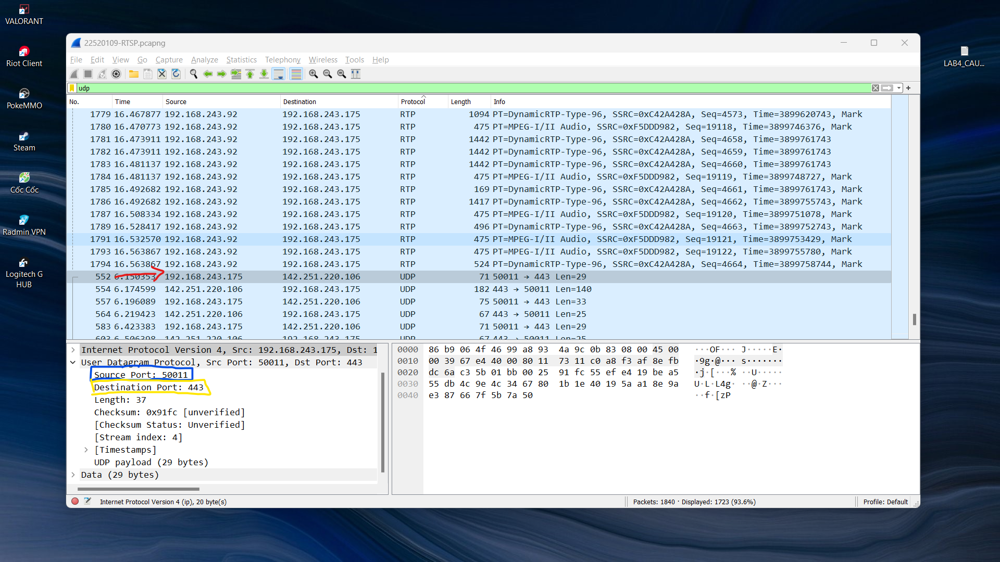 VALORANT
Riot Client
PokeMMO
Steam
Cốc Cốc
Radmin VPN
Logitech G
HUB
LAB4_CAU...
22520109-RTSP.pcapng
File Edit View Go Capture Analyze Statistics Telephony Wireless Tools Help
udp
No. Time Source Destination Protocol Length Info
1779 16.467877 192.168.243.92 192.168.243.175 RTP 1094 PT=DynamicRTP-Type-96, SSRC=0xC42A428A, Seq=4573, Time=3899620743, Mark
1780 16.470773 192.168.243.92 192.168.243.175 RTP 475 PT=MPEG-I/II Audio, SSRC=0xF5DDD982, Seq=19118, Time=3899746376, Mark
1781 16.473911 192.168.243.92 192.168.243.175 RTP 1442 PT=DynamicRTP-Type-96, SSRC=0xC42A428A, Seq=4658, Time=3899761743
1782 16.473911 192.168.243.92 192.168.243.175 RTP 1442 PT=DynamicRTP-Type-96, SSRC=0xC42A428A, Seq=4659, Time=3899761743
1783 16.481137 192.168.243.92 192.168.243.175 RTP 1442 PT=DynamicRTP-Type-96, SSRC=0xC42A428A, Seq=4660, Time=3899761743
1784 16.481137 192.168.243.92 192.168.243.175 RTP 475 PT=MPEG-I/II Audio, SSRC=0xF5DDD982, Seq=19119, Time=3899748727, Mark
1785 16.492682 192.168.243.92 192.168.243.175 RTP 169 PT=DynamicRTP-Type-96, SSRC=0xC42A428A, Seq=4661, Time=3899761743, Mark
1786 16.492682 192.168.243.92 192.168.243.175 RTP 1417 PT=DynamicRTP-Type-96, SSRC=0xC42A428A, Seq=4662, Time=3899755743, Mark
1787 16.508334 192.168.243.92 192.168.243.175 RTP 475 PT=MPEG-I/II Audio, SSRC=0xF5DDD982, Seq=19120, Time=3899751078, Mark
1789 16.528417 192.168.243.92 192.168.243.175 RTP 496 PT=DynamicRTP-Type-96, SSRC=0xC42A428A, Seq=4663, Time=3899752743, Mark
1791 16.532570 192.168.243.92 192.168.243.175 RTP 475 PT=MPEG-I/II Audio, SSRC=0xF5DDD982, Seq=19121, Time=3899753429, Mark
1793 16.563867 192.168.243.92 192.168.243.175 RTP 475 PT=MPEG-I/II Audio, SSRC=0xF5DDD982, Seq=19122, Time=3899755780, Mark
1794 16.563867 192.168.243.92 192.168.243.175 RTP 524 PT=DynamicRTP-Type-96, SSRC=0xC42A428A, Seq=4664, Time=3899758744, Mark
552 6.150353 192.168.243.175 142.251.220.106 UDP 71 50011 → 443 Len=29
554 6.174599 142.251.220.106 192.168.243.175 UDP 182 443 → 50011 Len=140
557 6.196089 192.168.243.175 142.251.220.106 UDP 75 50011 → 443 Len=33
564 6.219423 142.251.220.106 192.168.243.175 UDP 67 443 → 50011 Len=25
583 6.423383 192.168.243.175 142.251.220.106 UDP 71 50011 → 443 Len=29
603 6.506398 142.251.220.106 192.168.243.175 UDP 67 443 → 50011 Len=25
Internet Protocol Version 4, Src: 192.168.243.175, Dst: 1
User Datagram Protocol, Src Port: 50011, Dst Port: 443
Source Port: 50011
Destination Port: 443
Length: 37
Checksum: 0x91fc [unverified]
[Checksum Status: Unverified]
[Stream index: 4]
[Timestamps]
UDP payload (29 bytes)
Data (29 bytes)
0000 86 b9 06 4f 46 99 a8 93 4a 9c 0b 83 08 00 45 00 ···OF··· J·····E·
0010 00 39 67 e4 40 00 80 11 73 11 c0 a8 f3 af 8e fb ·9g·@··· s·······
0020 dc 6a c3 5b 01 bb 00 25 91 fc 55 ef e4 19 be a5 ·j·[···% ··U·····
0030 55 db 4c 9e 4c 34 67 80 1b 1e 40 19 5a a1 8e 9a U·L·L4g· ··@·Z···
0040 e3 87 66 7f 5b 7a 50 ··f·[zP
Internet Protocol Version 4 (ip), 20 byte(s)
Packets: 1840 · Displayed: 1723 (93.6%)
Profile: Default